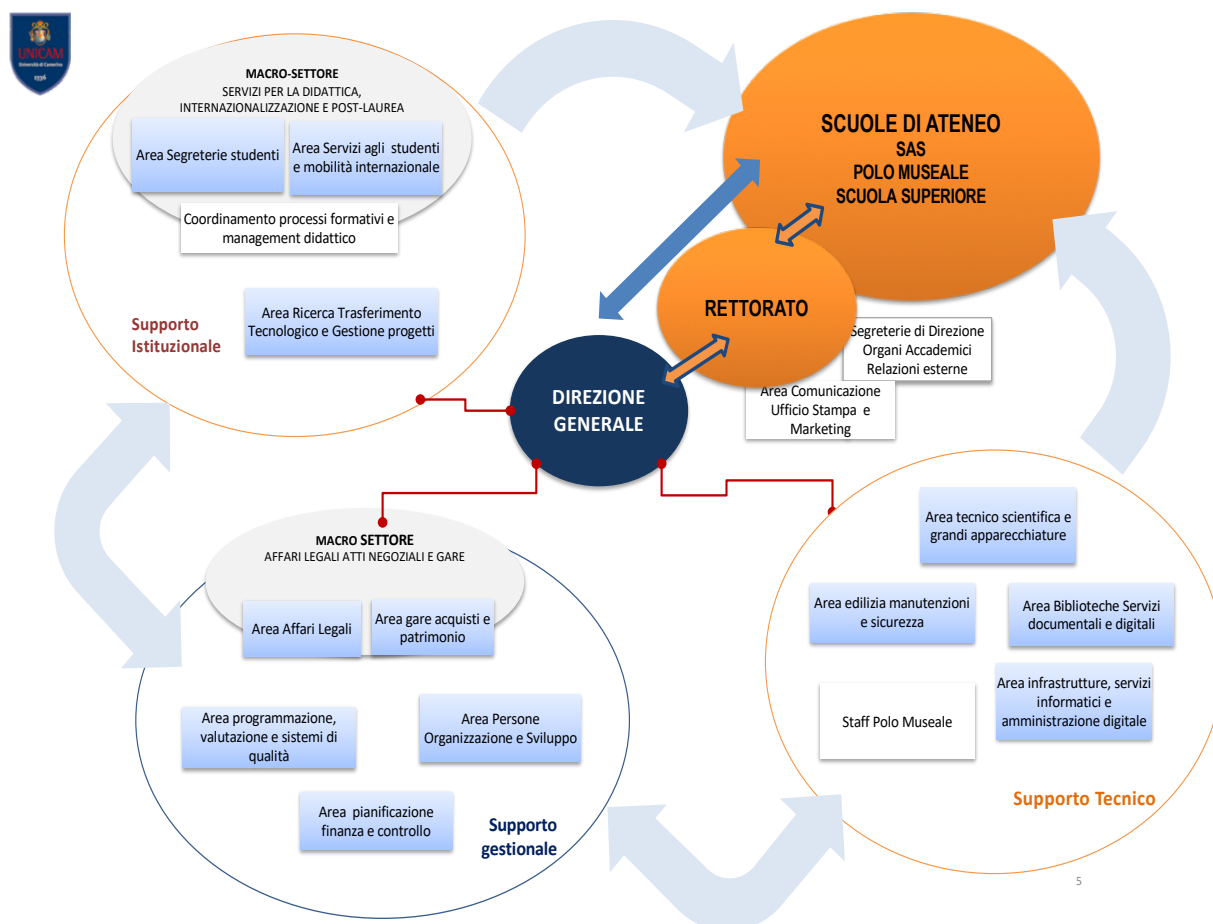 UNICAM
Università di Camerino
1336
MACRO-SETTORE
SERVIZI PER LA DIDATTICA,
INTERNAZIONALIZZAZIONE E POST-LAUREA
Area Segreterie studenti
Area Servizi agli studenti
e mobilità internazionale
Coordinamento processi formativi e
management didattico
Area Ricerca Trasferimento
Tecnologico e Gestione progetti
Supporto
Istituzionale
SCUOLE DI ATENEO
SAS
POLO MUSEALE
SCUOLA SUPERIORE
RETTORATO
Segreterie di Direzione
Organi Accademici
Relazioni esterne
Area Comunicazione
Ufficio Stampa e
Marketing
DIREZIONE
GENERALE
MACRO SETTORE
AFFARI LEGALI ATTI NEGOZIALI E GARE
Area Affari Legali
Area gare acquisti e
patrimonio
Area programmazione,
valutazione e sistemi di
qualità
Area Persone
Organizzazione e Sviluppo
Area pianificazione
finanza e controllo
Supporto
gestionale
Area tecnico scientifica e
grandi apparecchiature
Area edilizia manutenzioni
e sicurezza
Area Biblioteche Servizi
documentali e digitali
Area infrastrutture, servizi
informatici e
amministrazione digitale
Staff Polo Museale
Supporto Tecnico
5